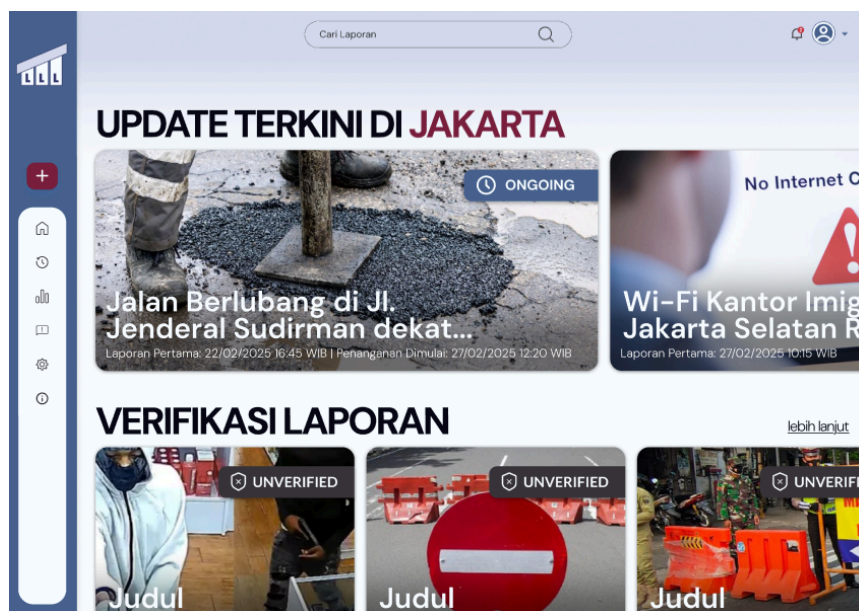 Cari Laporan
LLL
UPDATE TERKINI DI JAKARTA
ONGOING
Jalan Berlubang di Jl.
Jenderal Sudirman dekat...
Laporan Pertama: 22/02/2025 16:45 WIB | Penanganan Dimulai: 27/02/2025 12:20 WIB
No Internet C
Wi-Fi Kantor Imig
Jakarta Selatan R
Laporan Pertama: 27/02/2025 10:15 WIB
VERIFIKASI LAPORAN
lebih lanjut
UNVERIFIED
Judul
UNVERIFIED
Judul
UNVERIFI
Judul